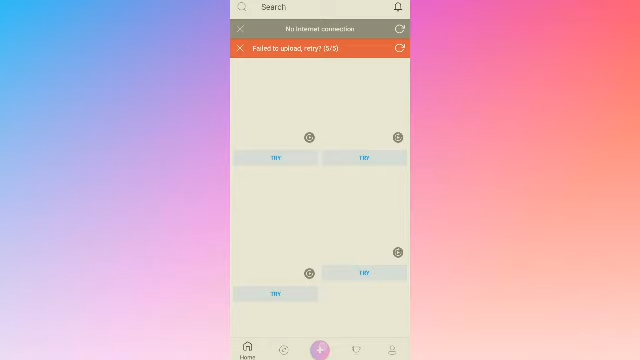 Search
No Internet connection
Failed to upload, retry? (5/5)
TRY
TRY
TRY
TRY
Home